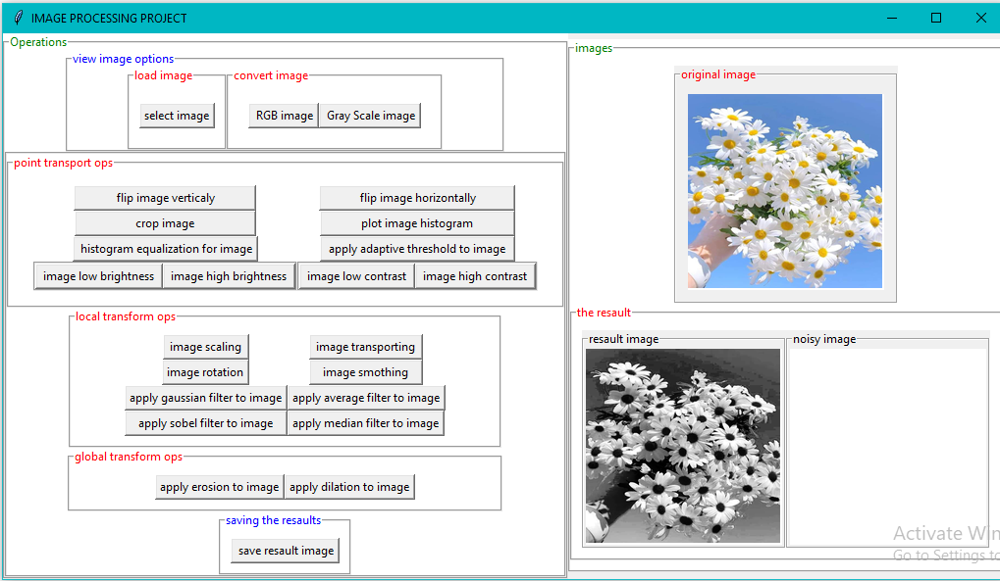 IMAGE PROCESSING PROJECT
Operations
view image options
load image
convert image
select image
RGB image
Gray Scale image
point transport ops
flip image verticaly
flip image horizontally
crop image
plot image histogram
histogram equalization for image
apply adaptive threshold to image
image low brightness
image high brightness
image low contrast
image high contrast
local transform ops
image scaling
image transporting
image rotation
image smothing
apply gaussian filter to image
apply average filter to image
apply sobel filter to image
apply median filter to image
global transform ops
apply erosion to image
apply dilation to image
saving the resaults
save resault image
images
original image
the resault
resault image
noisy image
Activate Win
Go to Settings to